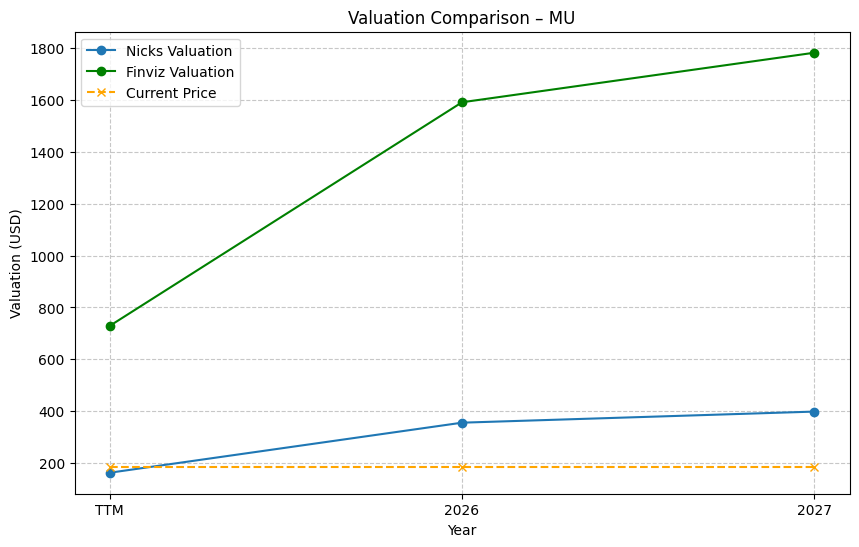 Valuation Comparison – MU
Nicks Valuation
Finviz Valuation
Current Price
Valuation (USD)
1800
1600
1400
1200
1000
800
600
400
200
TTM
2026
2027
Year